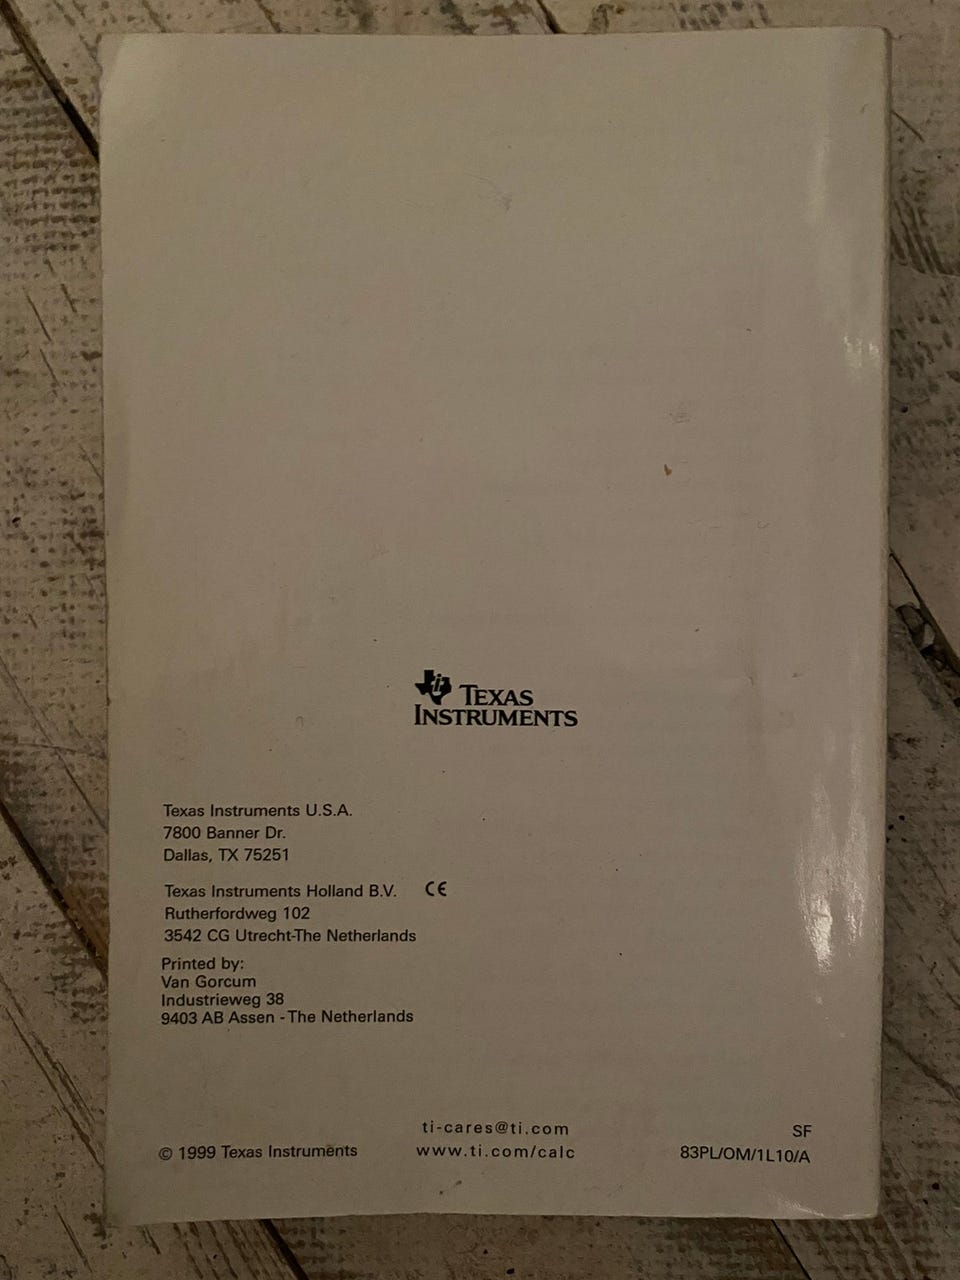 TEXAS
INSTRUMENTS
Texas Instruments U.S.A.
7800 Banner Dr.
Dallas, TX 75251
Texas Instruments Holland B.V. CE
Rutherfordweg 102
3542 CG Utrecht-The Netherlands
Printed by:
Van Gorcum
Industrieweg 38
9403 AB Assen - The Netherlands
ti-cares@ti.com
www.ti.com/calc
© 1999 Texas Instruments
SF
83PL/OM/1L10/A